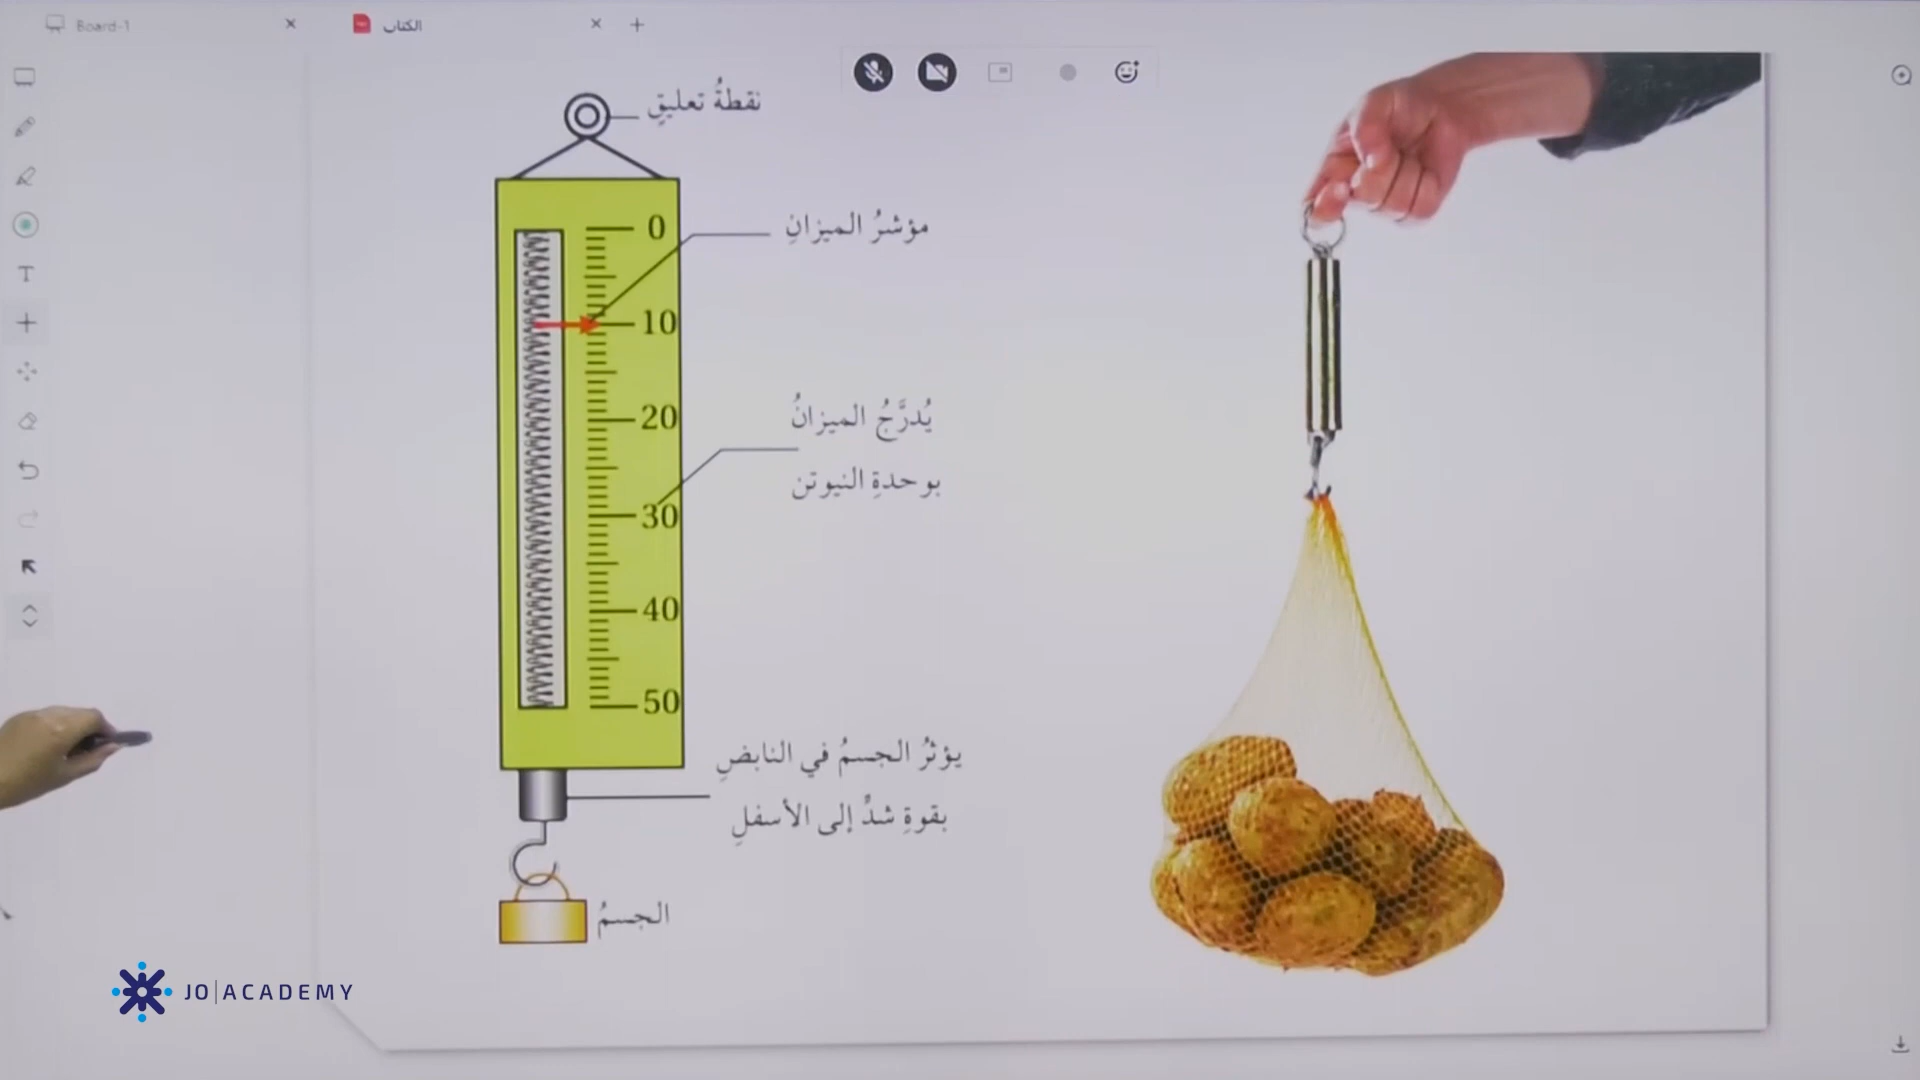 Board-1
الكتاب
نقطةُ تعليقٍ
0
مؤشرُ الميزانِ
10
20
يُدرَّجُ الميزانُ
بوحدةِ النيوتن
30
40
50
يؤثرُ الجسمُ في النابضِ
بقوةِ شدٍّ إلى الأسفلِ
الجسمُ
JO|ACADEMY